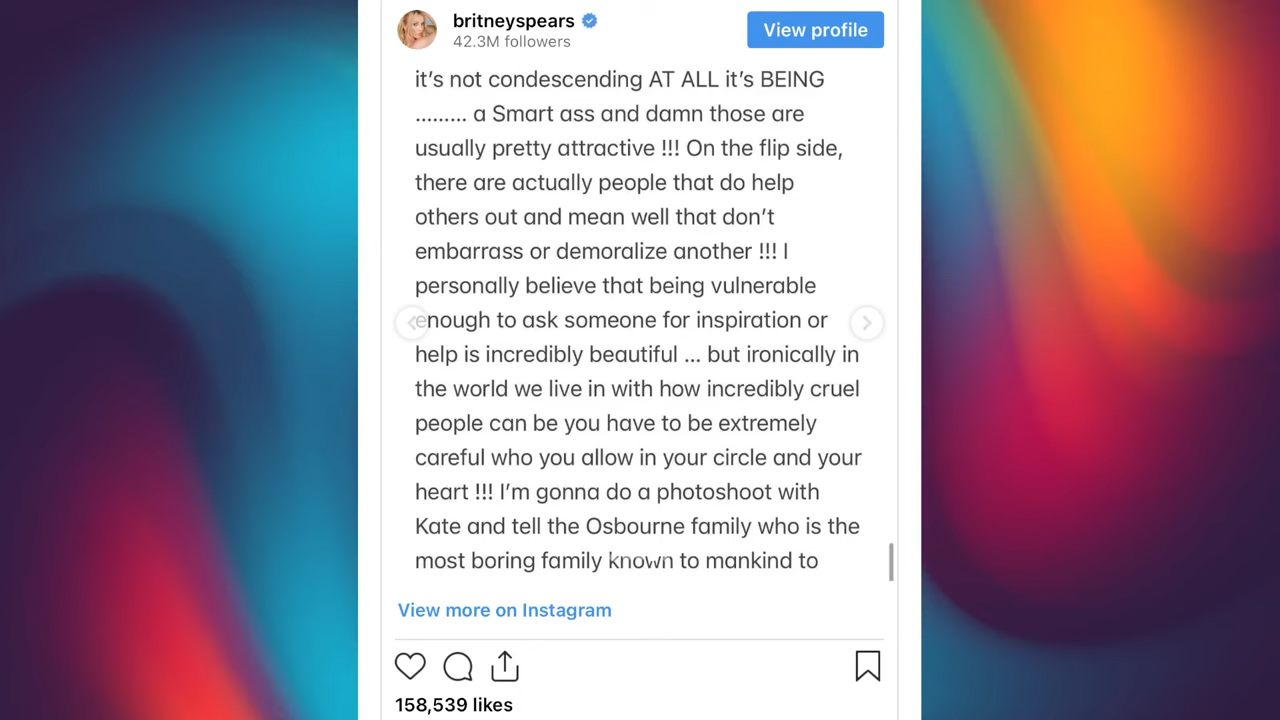 britneyspears
42.3M followers
View profile
it’s not condescending AT ALL it’s BEING
......... a Smart ass and damn those are
usually pretty attractive !!! On the flip side,
there are actually people that do help
others out and mean well that don’t
embarrass or demoralize another !!! I
personally believe that being vulnerable
enough to ask someone for inspiration or
help is incredibly beautiful ... but ironically in
the world we live in with how incredibly cruel
people can be you have to be extremely
careful who you allow in your circle and your
heart !!! I’m gonna do a photoshoot with
Kate and tell the Osbourne family who is the
most boring family known to mankind to
View more on Instagram
158,539 likes